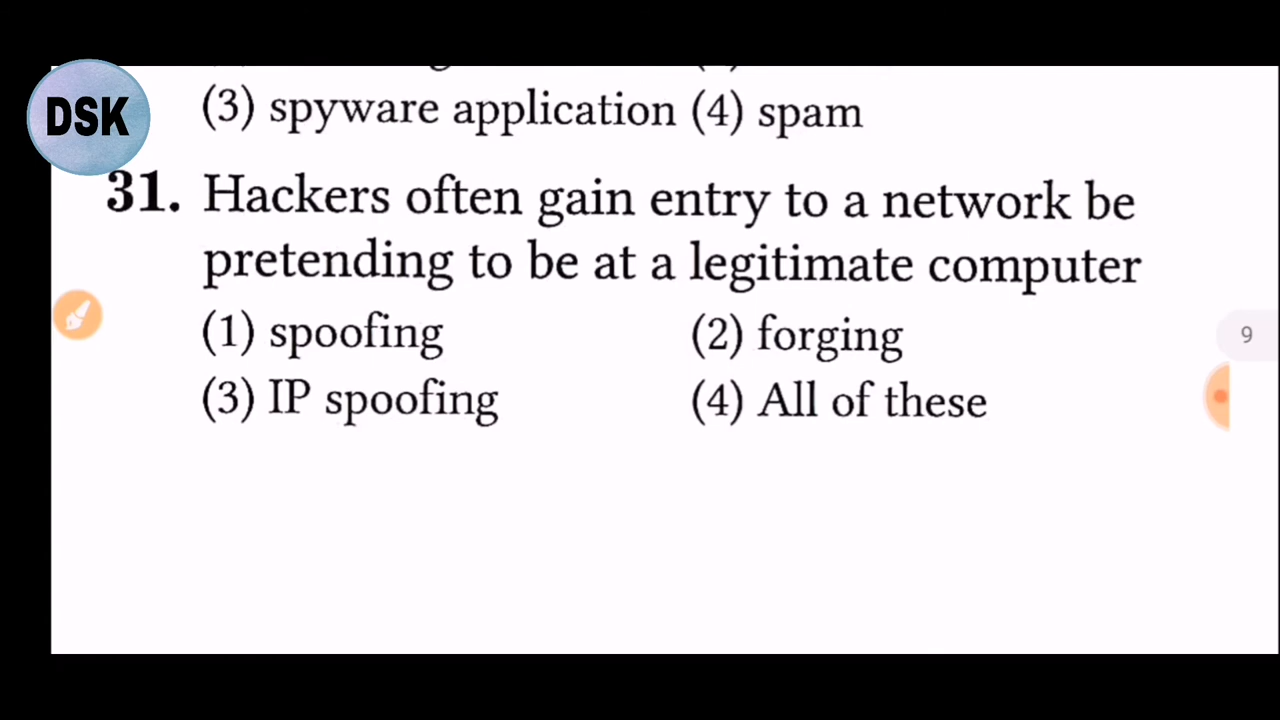 DSK
(3) spyware application (4) spam
31. Hackers often gain entry to a network be
pretending to be at a legitimate computer
(1) spoofing (2) forging
(3) IP spoofing (4) All of these
9